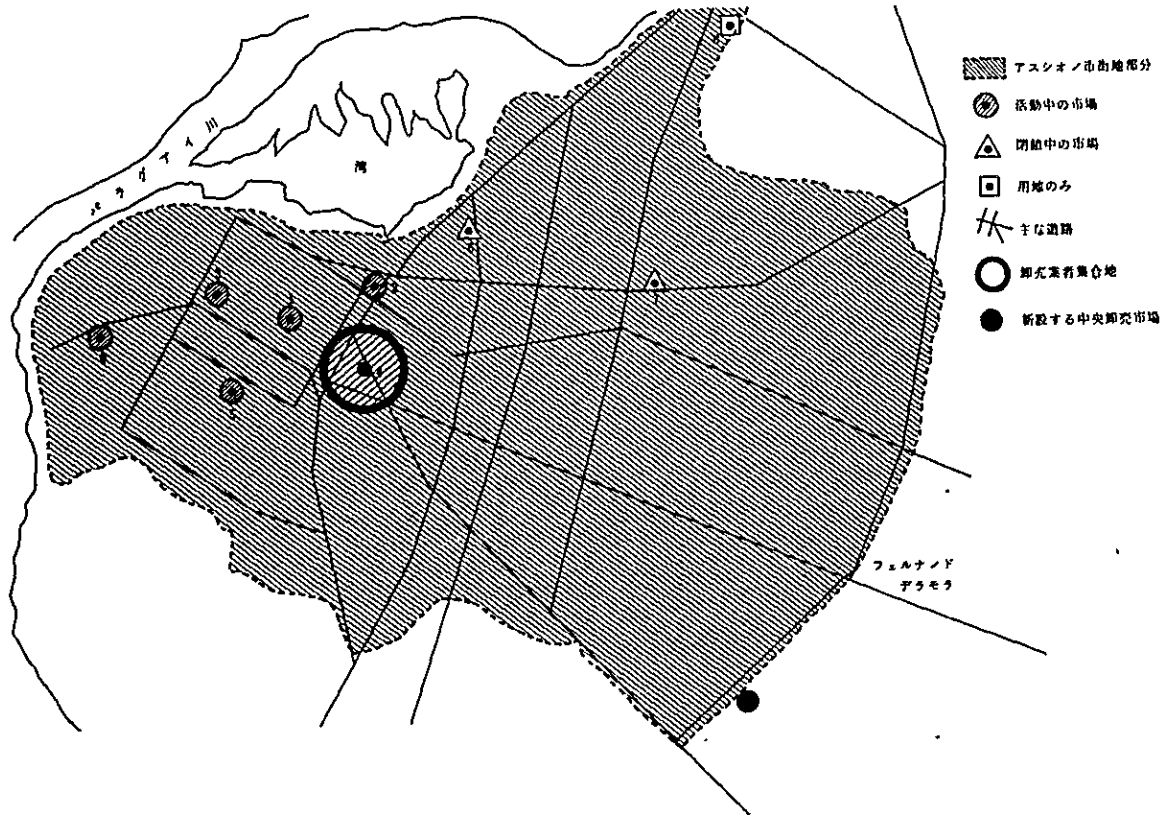 アスシオン市街地部分
活動中の市場
閉鎖中の市場
用地のみ
主な道路
卸売業者集合地
新設する中央卸売市場
パラグアイ川
湾
フェルナンド
デラモラ